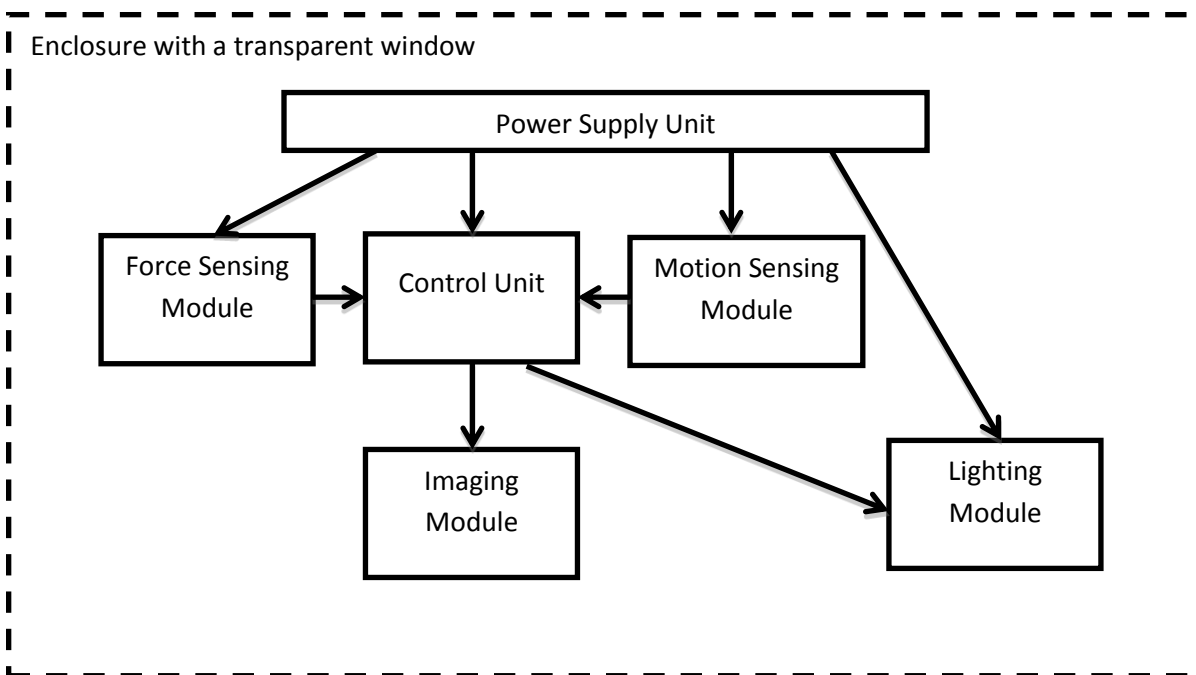 Enclosure with a transparent window
Power Supply Unit
Force Sensing
Module
Control Unit
Motion Sensing
Module
Imaging
Module
Lighting
Module